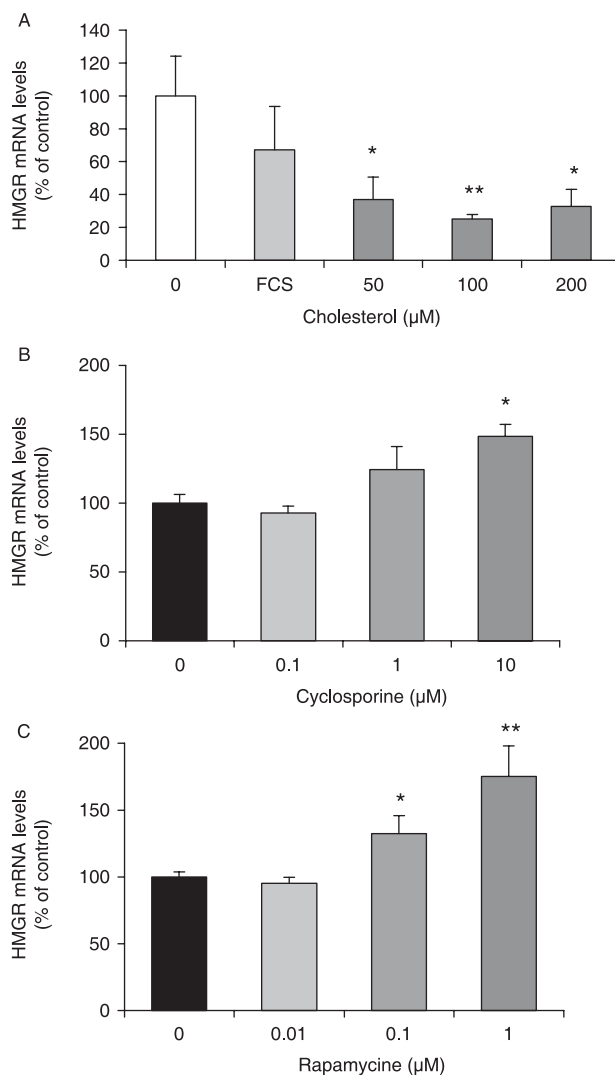 A
HMGR mRNA levels
(% of control)
140
120
100
80
60
40
20
0
*
**
*
0 FCS 50 100 200
Cholesterol (µM)
B
HMGR mRNA levels
(% of control)
200
150
100
50
0
*
0 0.1 1 10
Cyclosporine (µM)
C
HMGR mRNA levels
(% of control)
200
150
100
50
0
*
**
0 0.01 0.1 1
Rapamycine (µM)